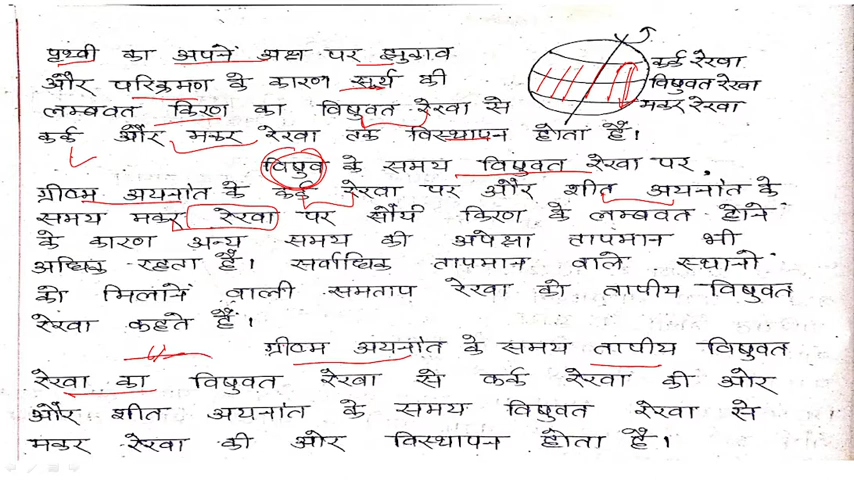 पृथ्वी का अपनें अक्ष पर झुकाव
और परिक्रमण के कारण सूर्य की
लम्बवत किरण का विषुवत रेखा से
कर्क और मकर रेखा तक विस्थापन होता है।
कर्क रेखा
विषुवत रेखा
मकर रेखा
विषुव के समय विषुवत रेखा पर,
ग्रीष्म अयनांत के कर्क रेखा पर और शीत अयनांत के
समय मकर रेखा पर सौर्य किरण के लम्बवत होने
के कारण अन्य समय की अपेक्षा तापमान भी
अधिक रहता है। सर्वाधिक तापमान वाले स्थानों
को मिलानें वाली समताप रेखा को तापीय विषुवत
रेखा कहते हैं।
ग्रीष्म अयनांत के समय तापीय विषुवत
रेखा का विषुवत रेखा से कर्क रेखा की ओर
और शीत अयनांत के समय विषुवत रेखा से
मकर रेखा की ओर विस्थापन होता है।